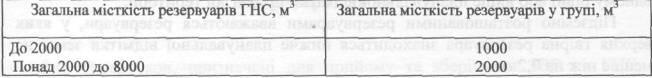 Загальна місткість резервуарів ГНС, м³ Загальна місткість резервуарів у групі, м³
До 2000 1000
Понад 2000 до 8000 2000